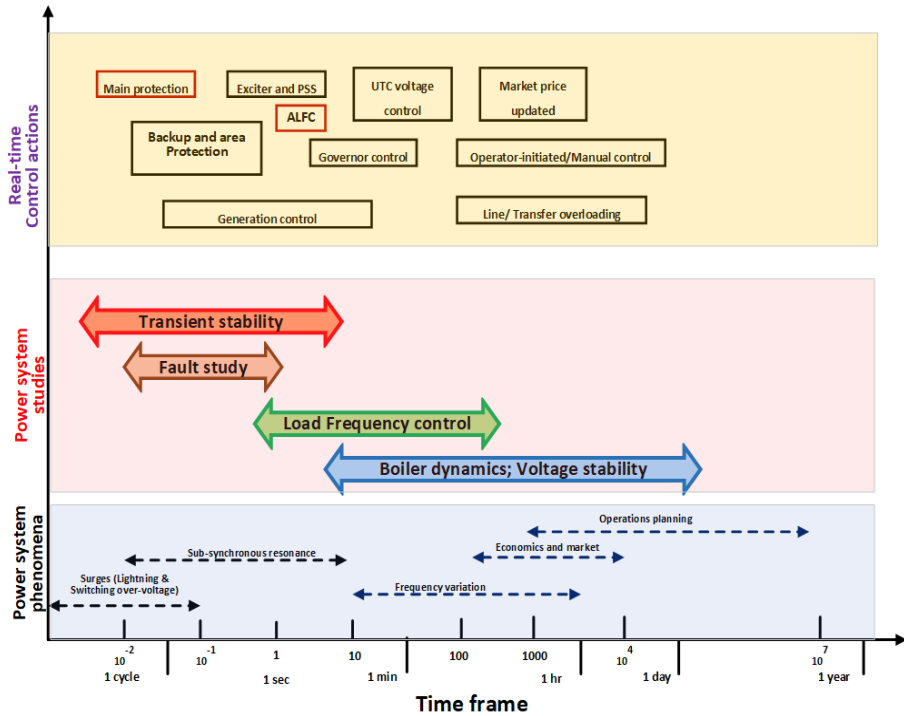 Real-time
Control actions
Main protection
Exciter and PSS
UTC voltage
control
Market price
updated
ALFC
Backup and area
Protection
Governor control
Operator-initiated/Manual control
Generation control
Line/ Transfer overloading
Power system
studies
Transient stability
Fault study
Load Frequency control
Boiler dynamics; Voltage stability
Power system
phenomena
Operations planning
Sub-synchronous resonance
Economics and market
Surges (Lightning &
Switching over-voltage)
Frequency variation
10-2 10-1 1 10 100 1000 10 4 10 7
1 cycle 1 sec 1 min 1 hr 1 day 1 year
Time frame